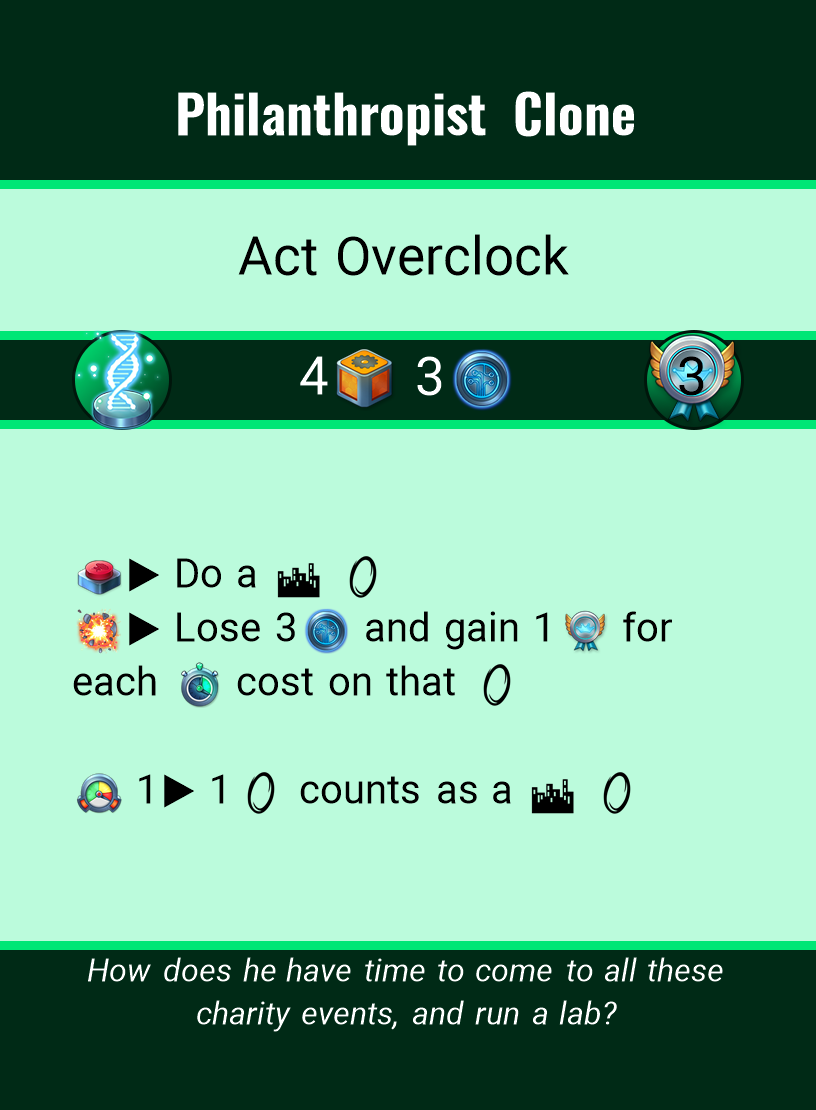 Philanthropist Clone
Act Overclock
4 3
3
Do a
Lose 3 and gain 1 for
each cost on that
1 1 counts as a
How does he have time to come to all these
charity events, and run a lab?